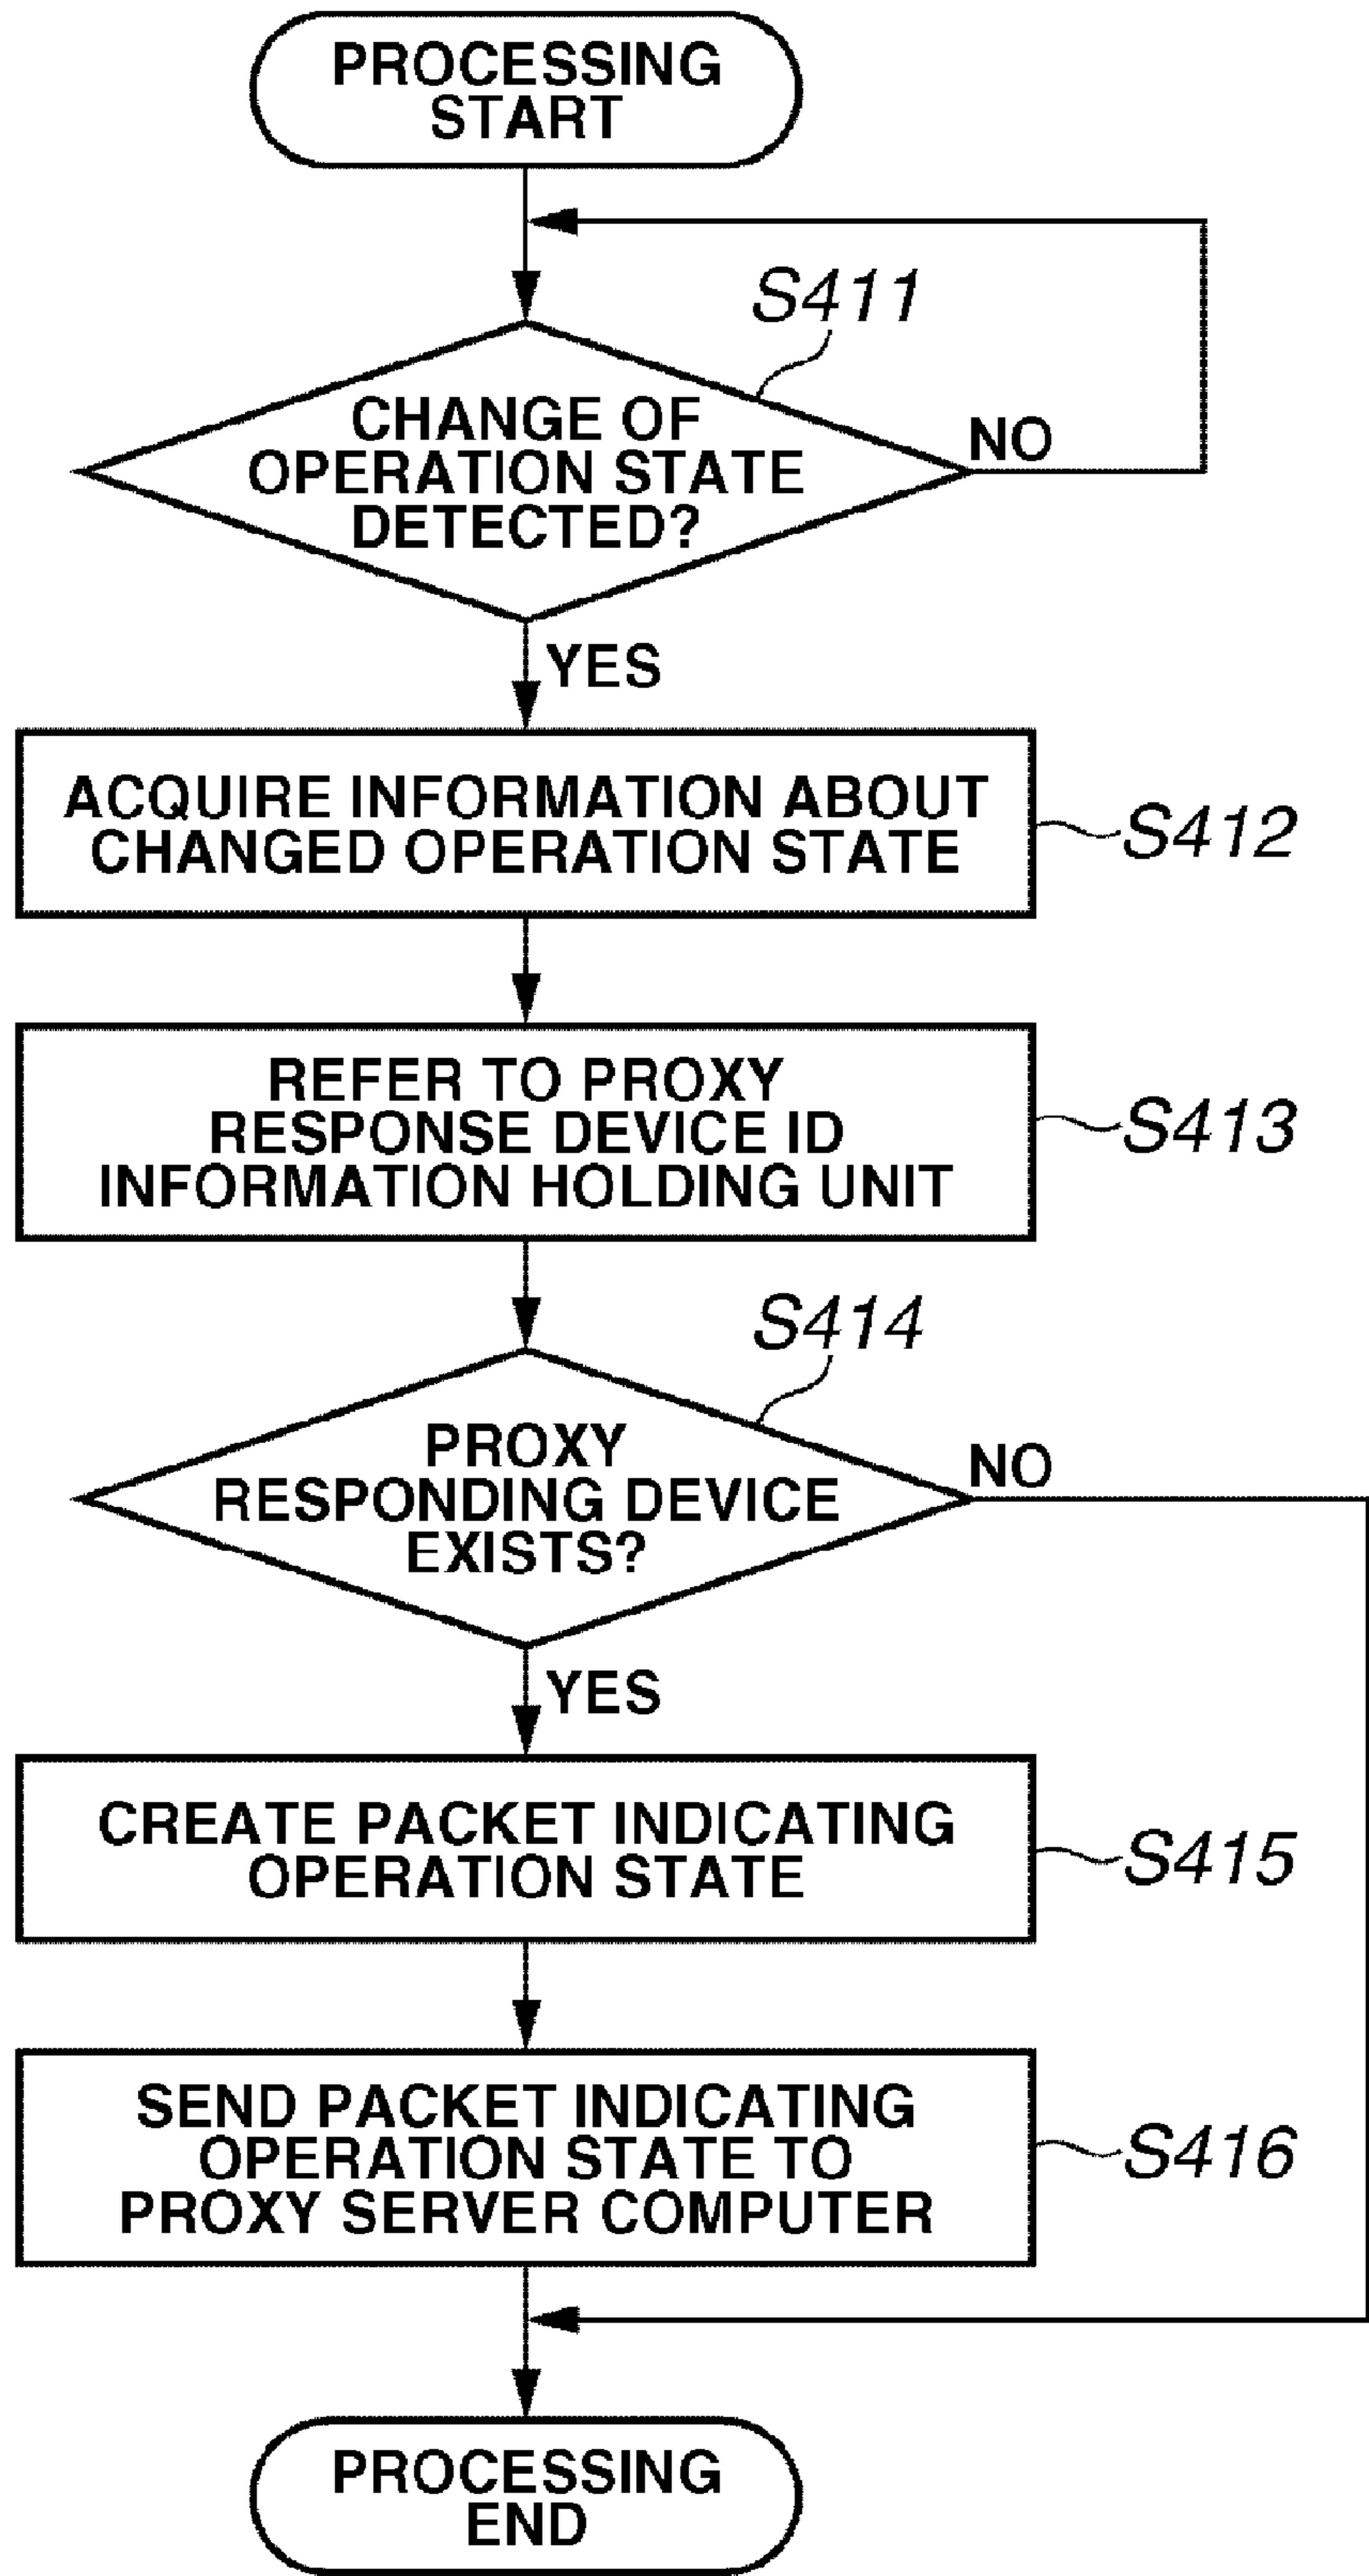 PROCESSING
START
S411
CHANGE OF
OPERATION STATE
DETECTED?
NO
YES
ACQUIRE INFORMATION ABOUT
CHANGED OPERATION STATE
S412
REFER TO PROXY
RESPONSE DEVICE ID
INFORMATION HOLDING UNIT
S413
S414
PROXY
RESPONDING DEVICE
EXISTS?
NO
YES
CREATE PACKET INDICATING
OPERATION STATE
S415
SEND PACKET INDICATING
OPERATION STATE TO
PROXY SERVER COMPUTER
S416
PROCESSING
END